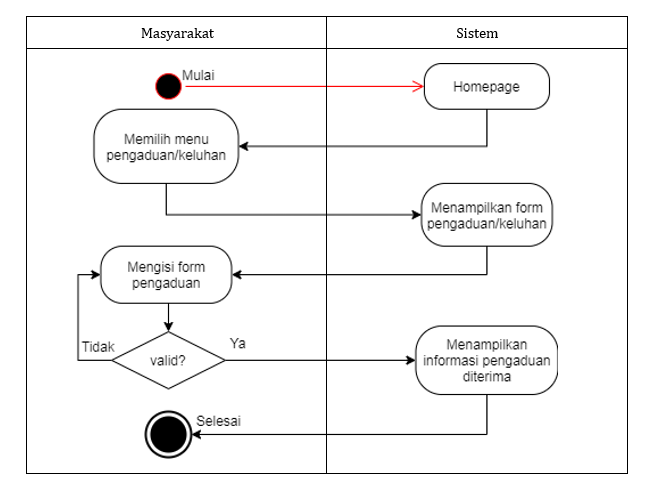 Masyarakat
Sistem
Mulai
Homepage
Memilih menu
pengaduan/keluhan
Menampilkan form
pengaduan/keluhan
Mengisi form
pengaduan
Tidak
valid?
Ya
Menampilkan
informasi pengaduan
diterima
Selesai